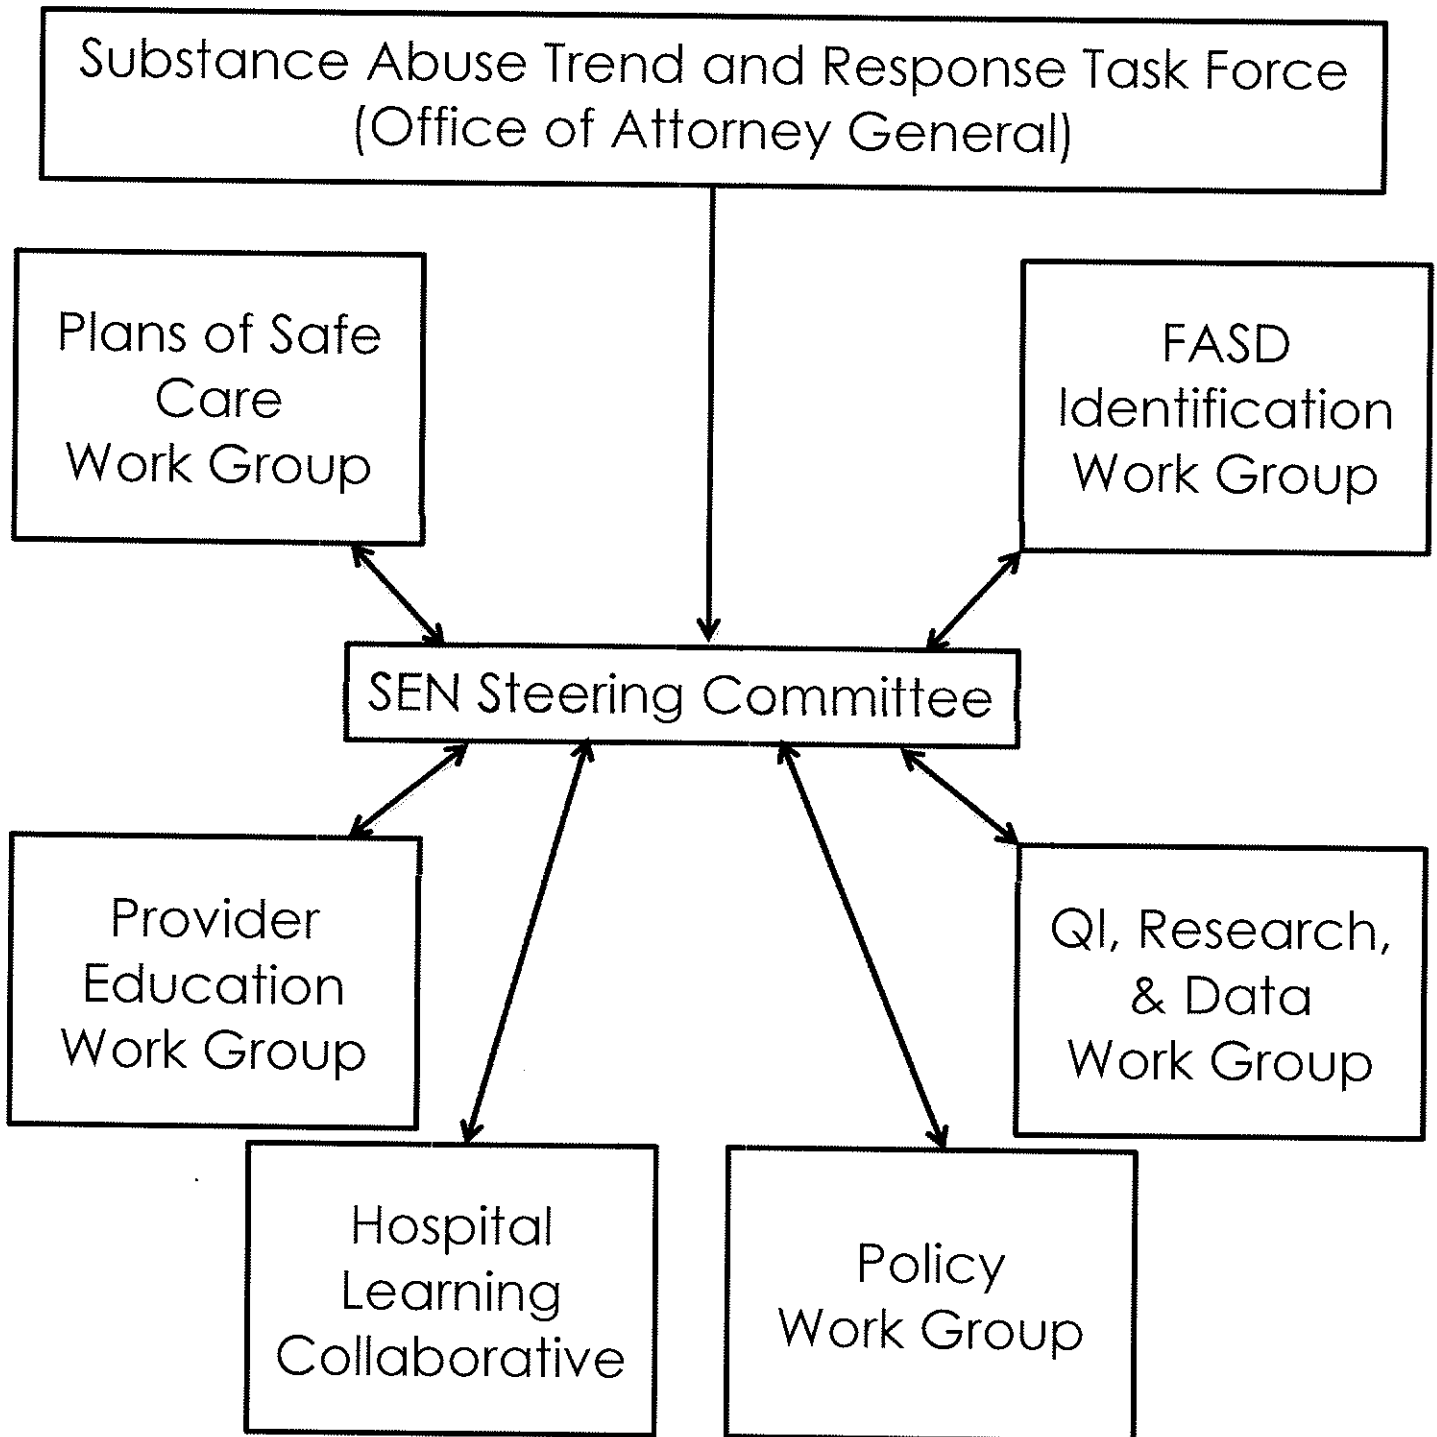 Substance Abuse Trend and Response Task Force
(Office of Attorney General)
Plans of Safe
Care
Work Group
FASD
Identification
Work Group
SEN Steering Committee
Provider
Education
Work Group
QI, Research,
& Data
Work Group
Hospital
Learning
Collaborative
Policy
Work Group